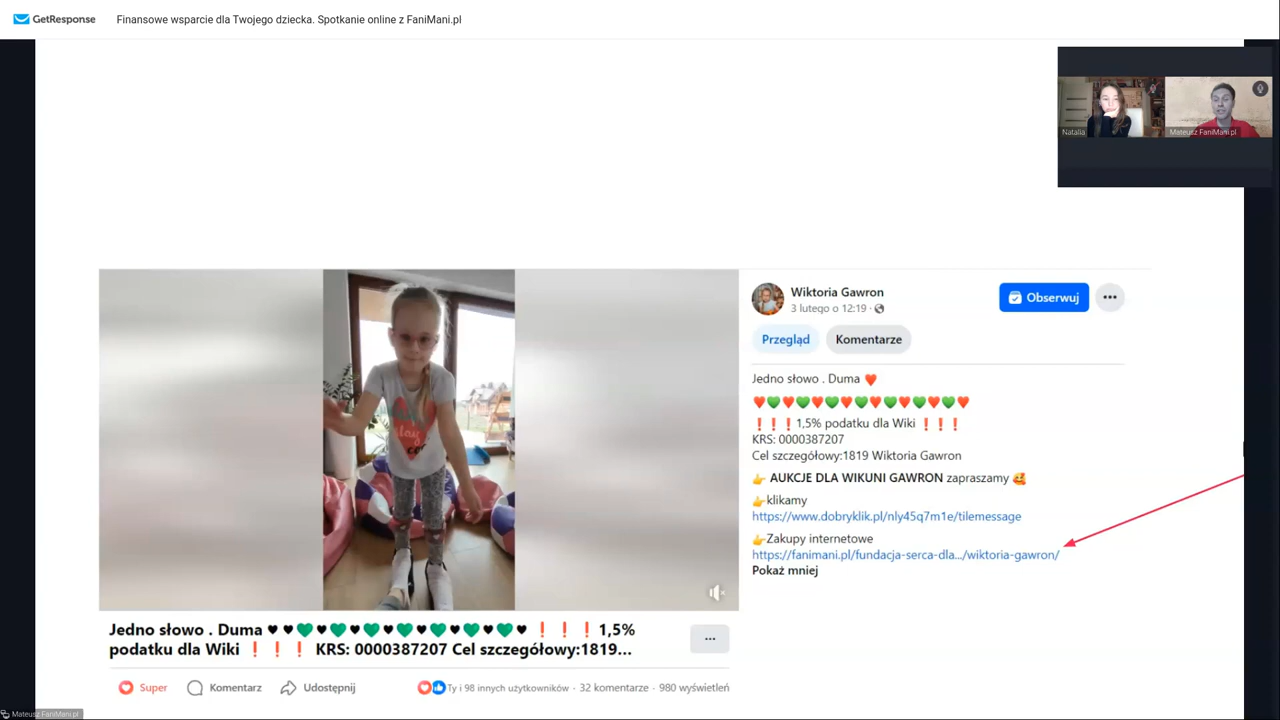 GetResponse
Finansowe wsparcie dla Twojego dziecka. Spotkanie online z FaniMani.pl
Natalia
Mateusz FaniMani.pl
Wiktoria Gawron
3 lutego o 12:19 ·
Obserwuj
Przegląd
Komentarze
Jedno słowo . Duma ❤️
❤️💚❤️💚❤️💚❤️💚❤️💚❤️💚❤️💚❤️
❗❗❗1,5% podatku dla Wiki ❗❗❗
KRS: 0000387207
Cel szczegółowy:1819 Wiktoria Gawron
👉 AUKCJE DLA WIKUNI GAWRON zapraszamy 🥰
👉klikamy
https://www.dobryklik.pl/nly45q7m1e/tilemessage
👉Zakupy internetowe
https://fanimani.pl/fundacja-serca-dla.../wiktoria-gawron/
Pokaż mniej
Jedno słowo . Duma ♥ ♥💚♥💚♥💚♥💚♥💚♥💚♥💚♥ ❗❗❗1,5%
podatku dla Wiki ❗❗❗ KRS: 0000387207 Cel szczegółowy:1819...
Super
Komentarz
Udostępnij
Ty i 98 innych użytkowników · 32 komentarze · 980 wyświetleń
Mateusz FaniMani.pl